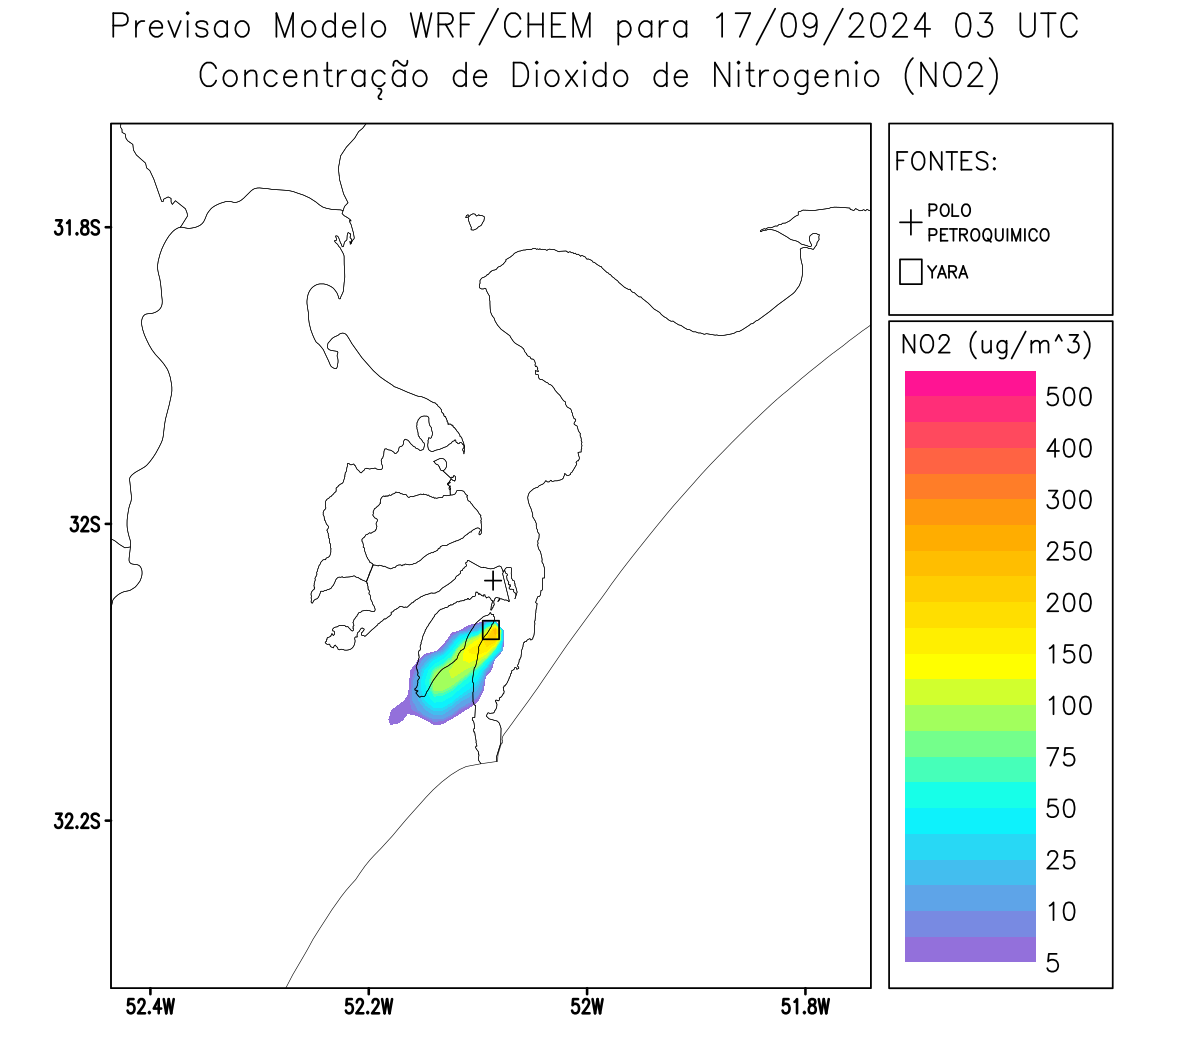 Previsao Modelo WRF/CHEM para 17/09/2024 03 UTC
Concentração de Dioxido de Nitrogenio (NO2)
FONTES:
POLO
PETROQUIMICO
YARA
NO2 (ug/m^3)
500
400
300
250
200
150
100
75
50
25
10
5
31.8S
32S
32.2S
52.4W
52.2W
52W
51.8W